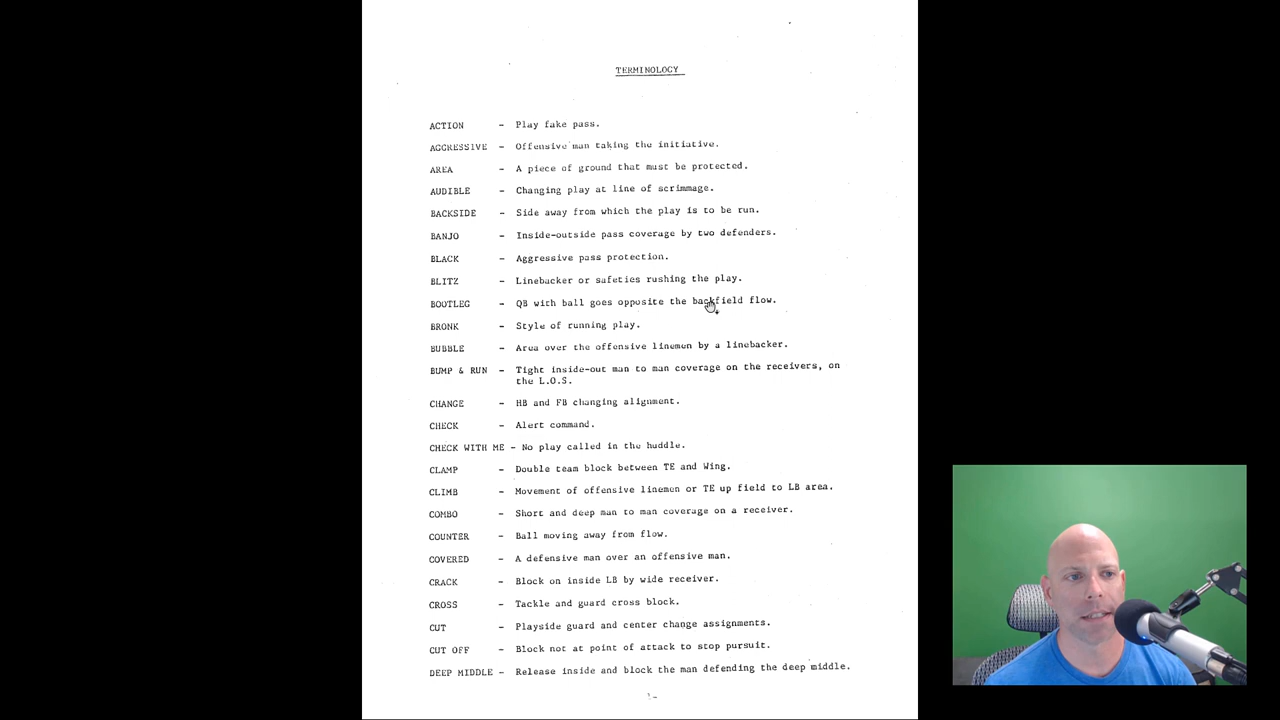 TERMINOLOGY
ACTION - Play fake pass.
AGGRESSIVE - Offensive man taking the initiative.
AREA - A piece of ground that must be protected.
AUDIBLE - Changing play at line of scrimmage.
BACKSIDE - Side away from which the play is to be run.
BANJO - Inside-outside pass coverage by two defenders.
BLACK - Aggressive pass protection.
BLITZ - Linebacker or safeties rushing the play.
BOOTLEG - QB with ball goes opposite the backfield flow.
BRONK - Style of running play.
BUBBLE - Area over the offensive linemen by a linebacker.
BUMP & RUN - Tight inside-out man to man coverage on the receivers, on
the L.O.S.
CHANGE - HB and FB changing alignment.
CHECK - Alert command.
CHECK WITH ME - No play called in the huddle.
CLAMP - Double team block between TE and Wing.
CLIMB - Movement of offensive linemen or TE up field to LB area.
COMBO - Short and deep man to man coverage on a receiver.
COUNTER - Ball moving away from flow.
COVERED - A defensive man over an offensive man.
CRACK - Block on inside LB by wide receiver.
CROSS - Tackle and guard cross block.
CUT - Playside guard and center change assignments.
CUT OFF - Block not at point of attack to stop pursuit.
DEEP MIDDLE - Release inside and block the man defending the deep middle.